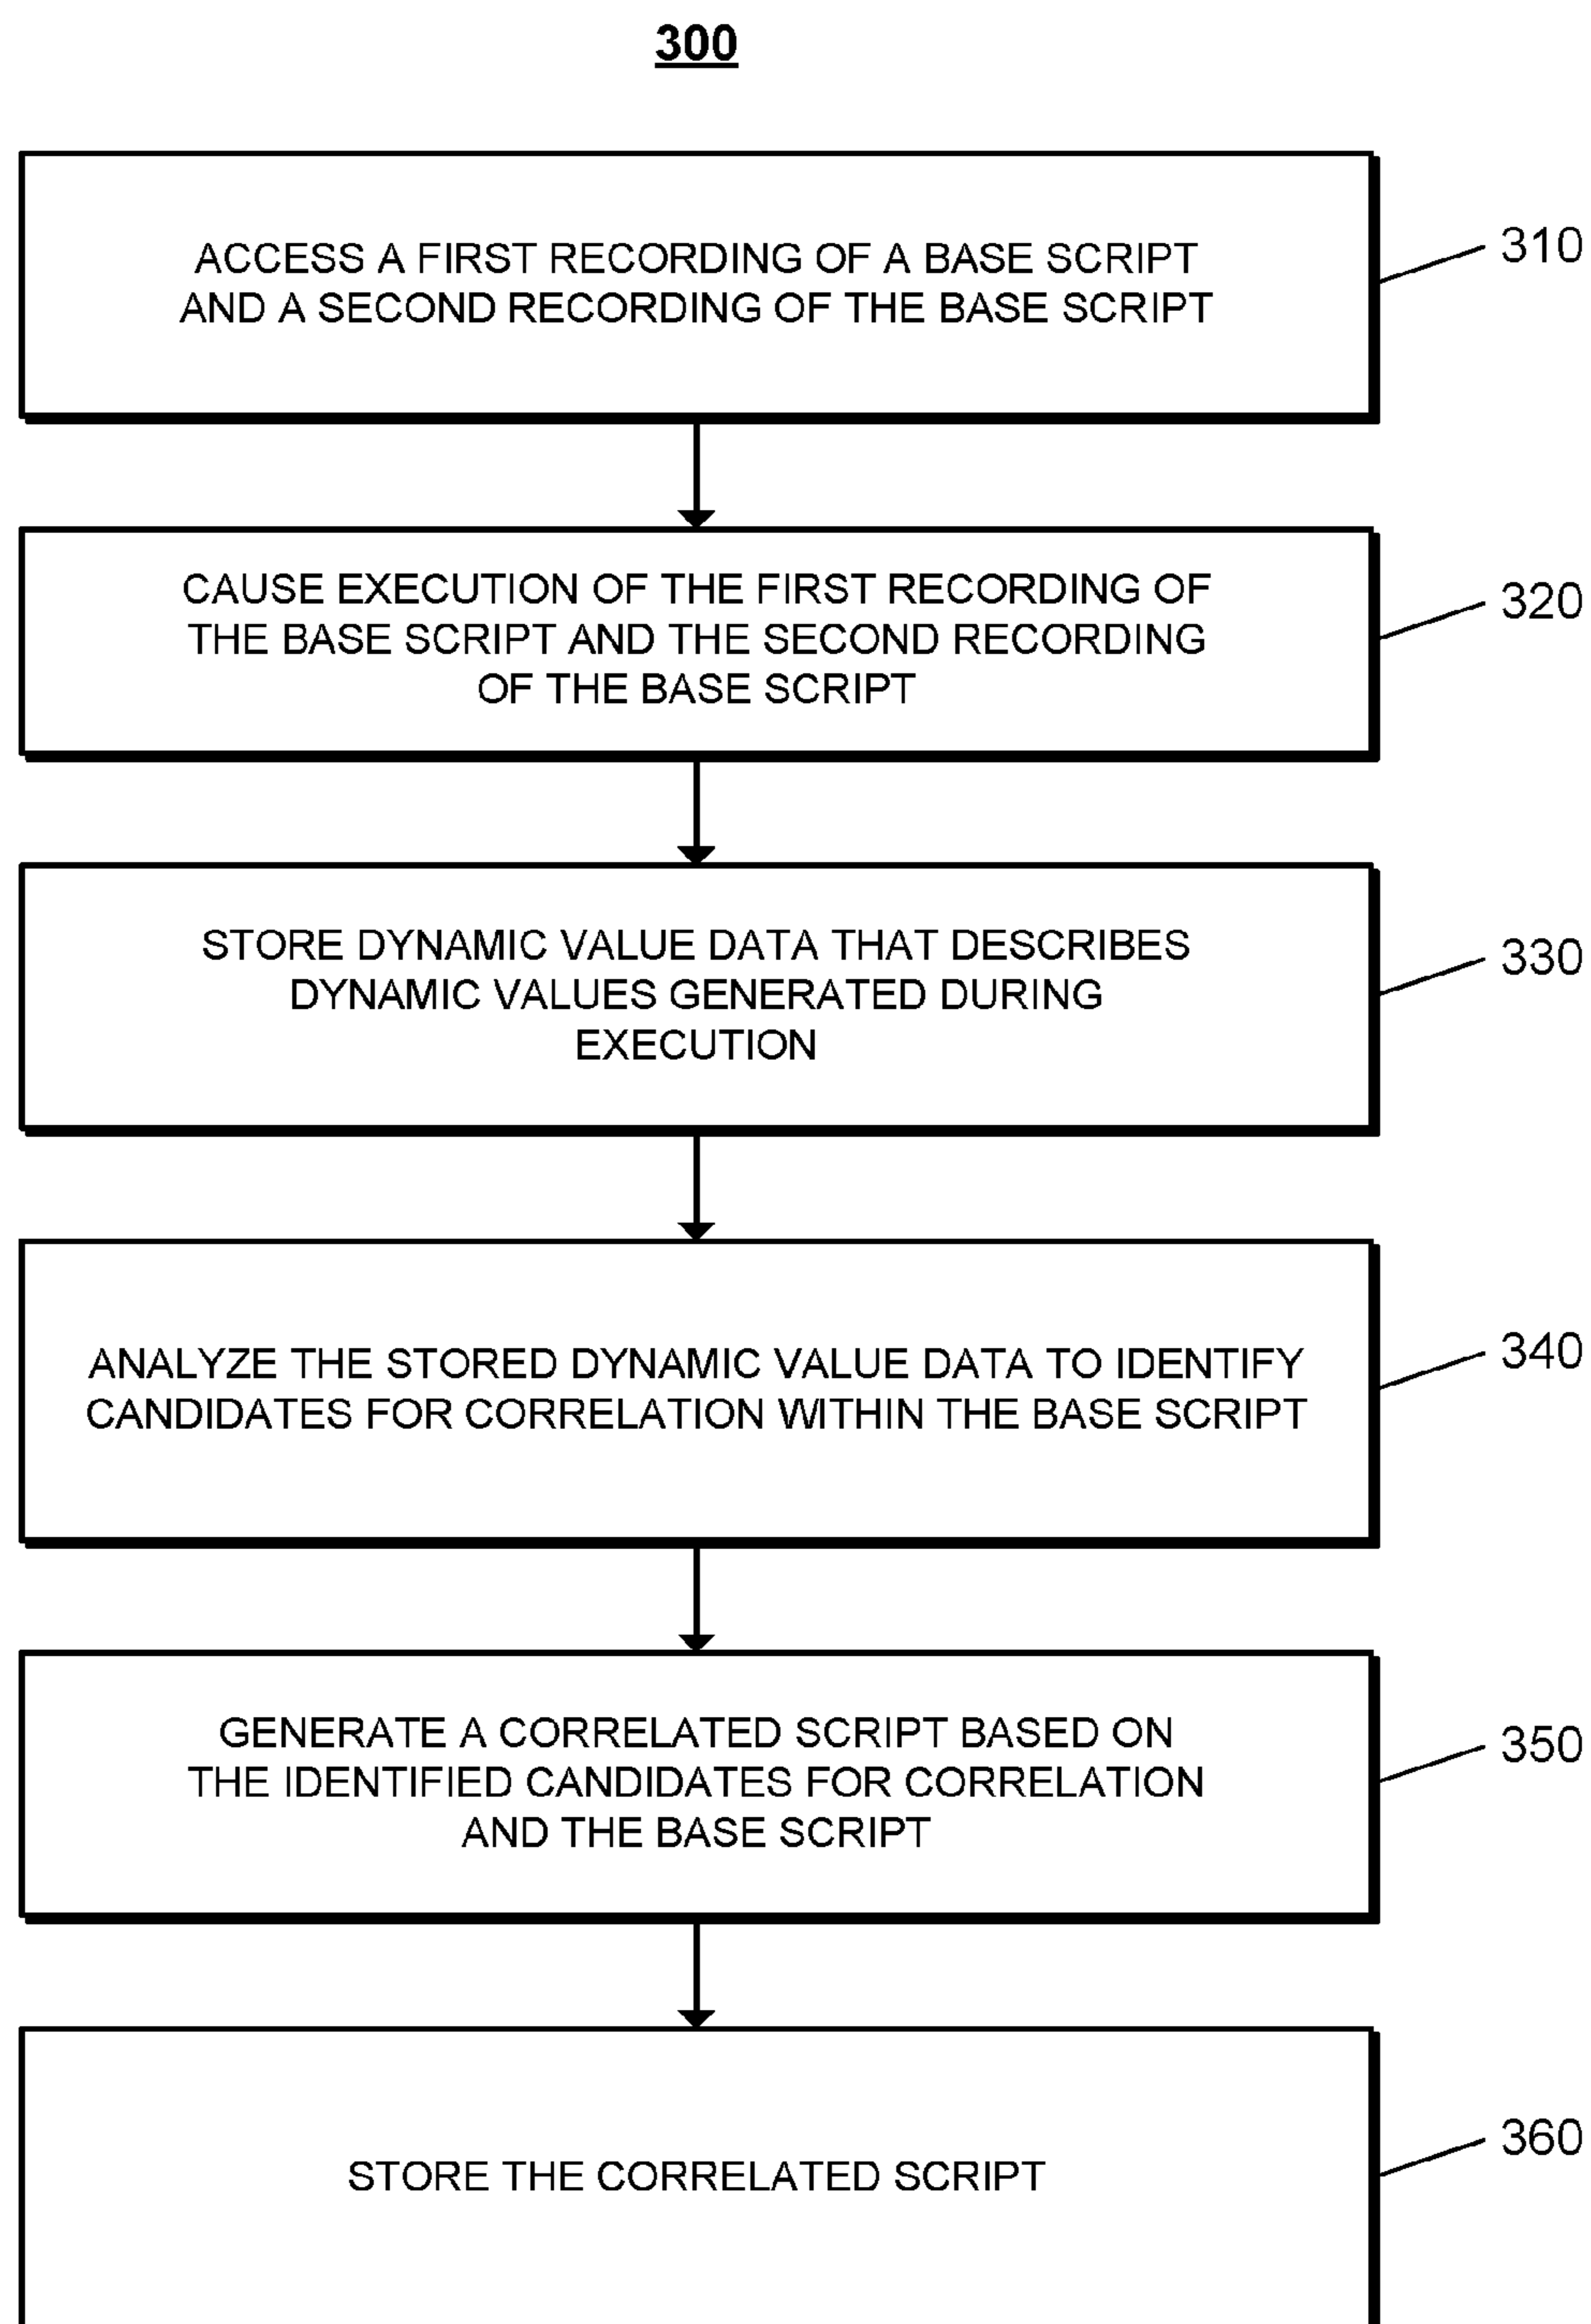 300
ACCESS A FIRST RECORDING OF A BASE SCRIPT
AND A SECOND RECORDING OF THE BASE SCRIPT
310
CAUSE EXECUTION OF THE FIRST RECORDING OF
THE BASE SCRIPT AND THE SECOND RECORDING
OF THE BASE SCRIPT
320
STORE DYNAMIC VALUE DATA THAT DESCRIBES
DYNAMIC VALUES GENERATED DURING
EXECUTION
330
ANALYZE THE STORED DYNAMIC VALUE DATA TO IDENTIFY
CANDIDATES FOR CORRELATION WITHIN THE BASE SCRIPT
340
GENERATE A CORRELATED SCRIPT BASED ON
THE IDENTIFIED CANDIDATES FOR CORRELATION
AND THE BASE SCRIPT
350
STORE THE CORRELATED SCRIPT
360